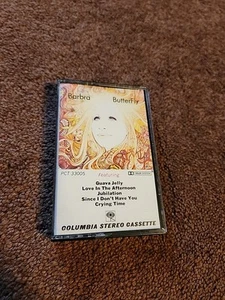 Barbra ButterFly
PCT 33005 Featuring
Guava Jelly
Love In The Afternoon
Jubilation
Since I Don't Have You
Crying Time
COLUMBIA STEREO CASSETTE